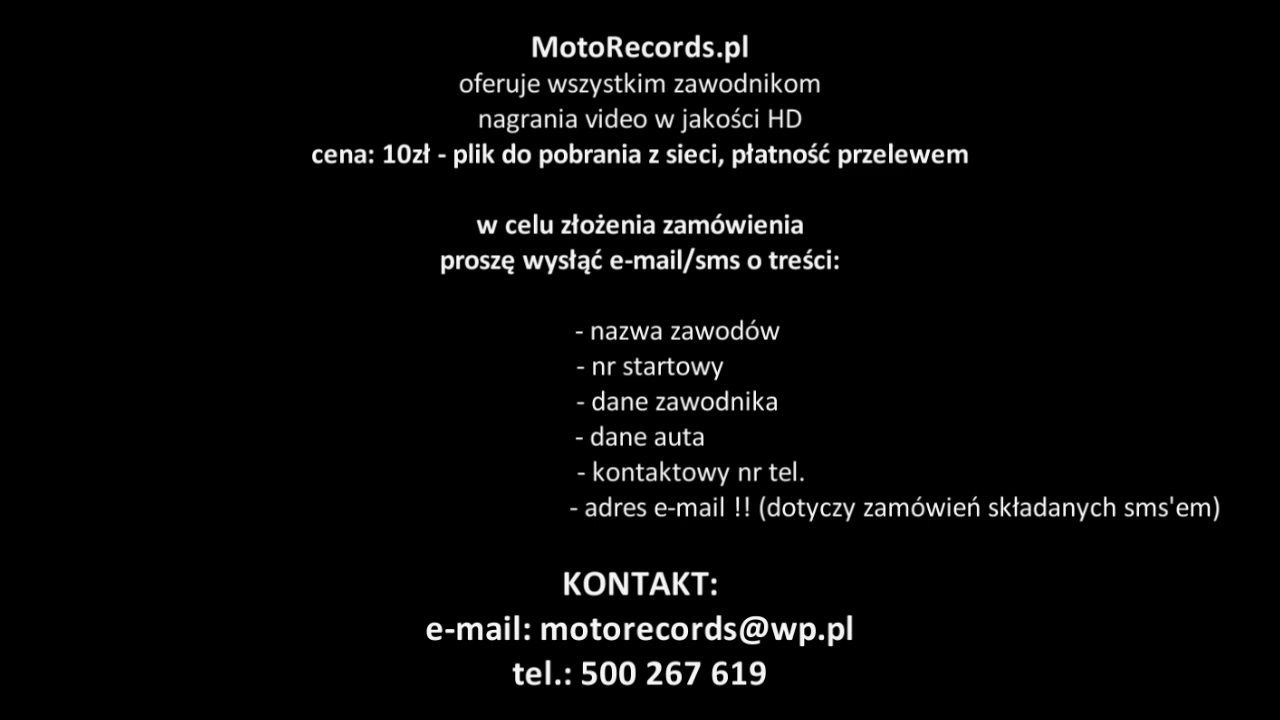 MotoRecords.pl
oferuje wszystkim zawodnikom
nagrania video w jakości HD
cena: 10zł - plik do pobrania z sieci, płatność przelewem
w celu złożenia zamówienia
proszę wysłąć e-mail/sms o treści:
- nazwa zawodów
- nr startowy
- dane zawodnika
- dane auta
- kontaktowy nr tel.
- adres e-mail !! (dotyczy zamówień składanych sms'em)
KONTAKT:
e-mail: motorecords@wp.pl
tel.: 500 267 619